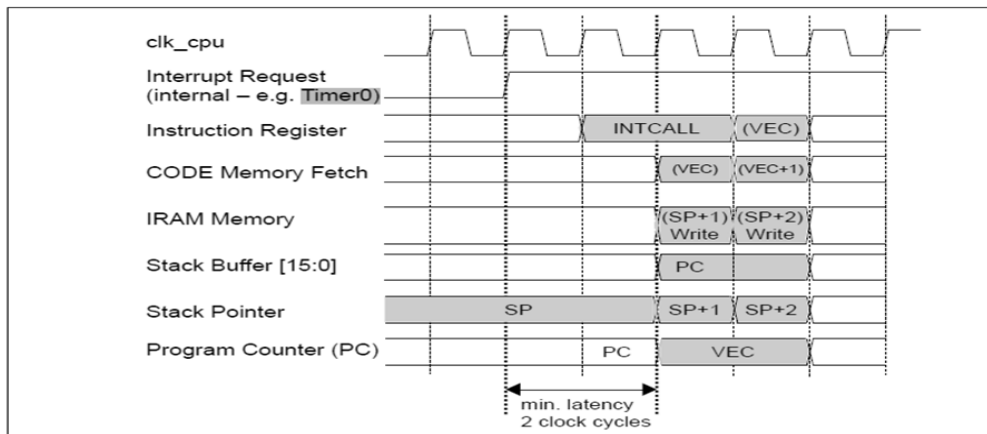 clk_cpu
Interrupt Request
(internal – e.g. Timer0)
Instruction Register
INTCALL
(VEC)
CODE Memory Fetch
(VEC)
(VEC+1)
IRAM Memory
(SP+1)
(SP+2)
Write
Write
Stack Buffer [15:0]
PC
Stack Pointer
SP
SP+1
SP+2
Program Counter (PC)
PC
VEC
min. latency
2 clock cycles